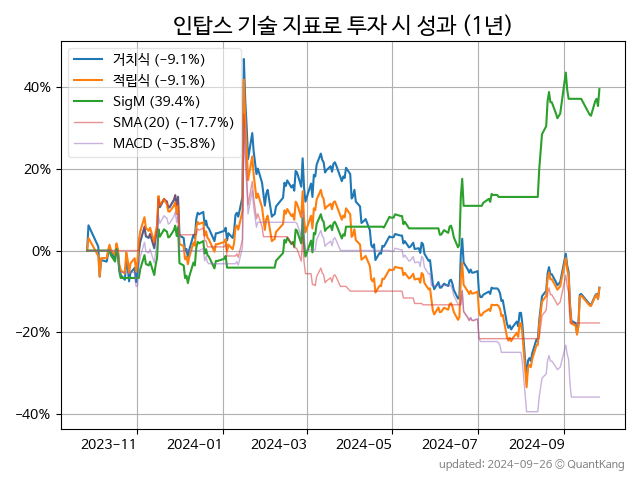 인탑스 기술 지표로 투자 시 성과 (1년)
거치식 (−9.1%)
적립식 (−9.1%)
SigM (39.4%)
SMA(20) (−17.7%)
MACD (−35.8%)
40%
20%
0%
−20%
−40%
2023-11
2024-01
2024-03
2024-05
2024-07
2024-09
updated: 2024-09-26 © QuantKang